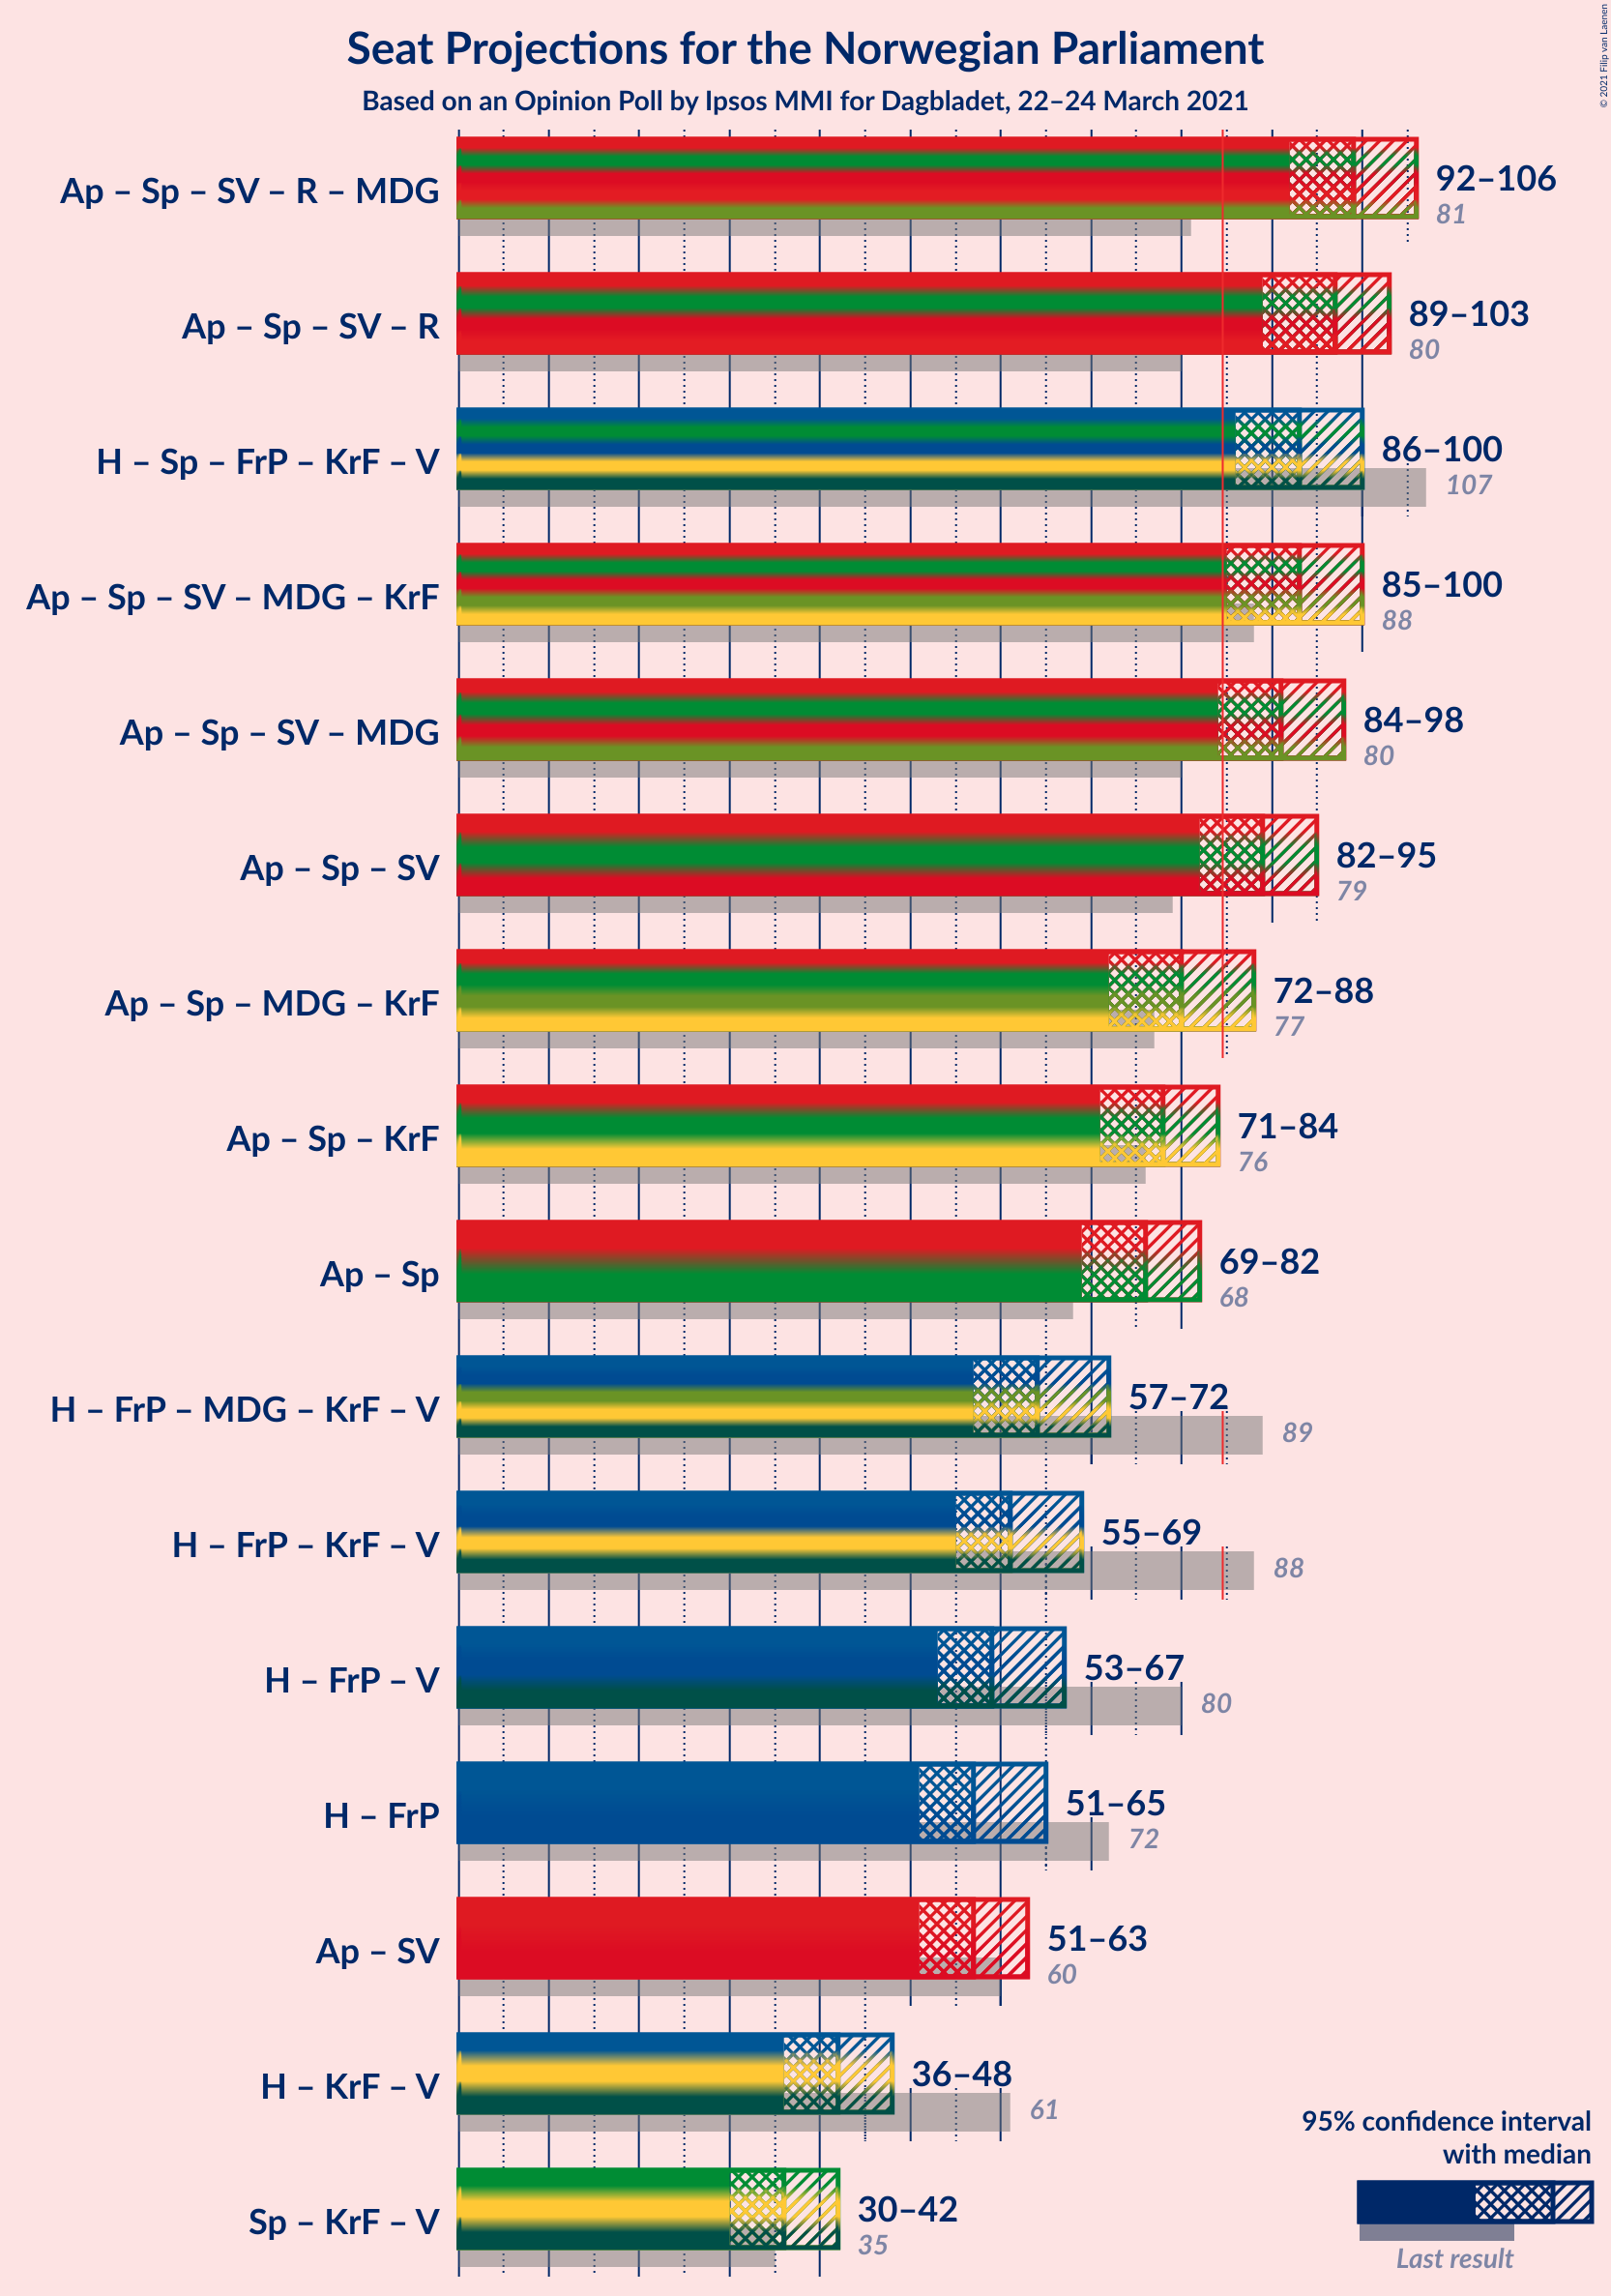 Seat Projections for the Norwegian Parliament
Based on an Opinion Poll by Ipsos MMI for Dagbladet, 22–24 March 2021
© 2021 Filip van Laenen
Ap – Sp – SV – R – MDG
92–106
81
Ap – Sp – SV – R
89–103
80
H – Sp – FrP – KrF – V
86–100
107
Ap – Sp – SV – MDG – KrF
85–100
88
Ap – Sp – SV – MDG
84–98
80
Ap – Sp – SV
82–95
79
Ap – Sp – MDG – KrF
72–88
77
Ap – Sp – KrF
71–84
76
Ap – Sp
69–82
68
H – FrP – MDG – KrF – V
57–72
89
H – FrP – KrF – V
55–69
88
H – FrP – V
53–67
80
H – FrP
51–65
72
Ap – SV
51–63
60
H – KrF – V
36–48
61
Sp – KrF – V
30–42
35
95% confidence interval
with median
Last result